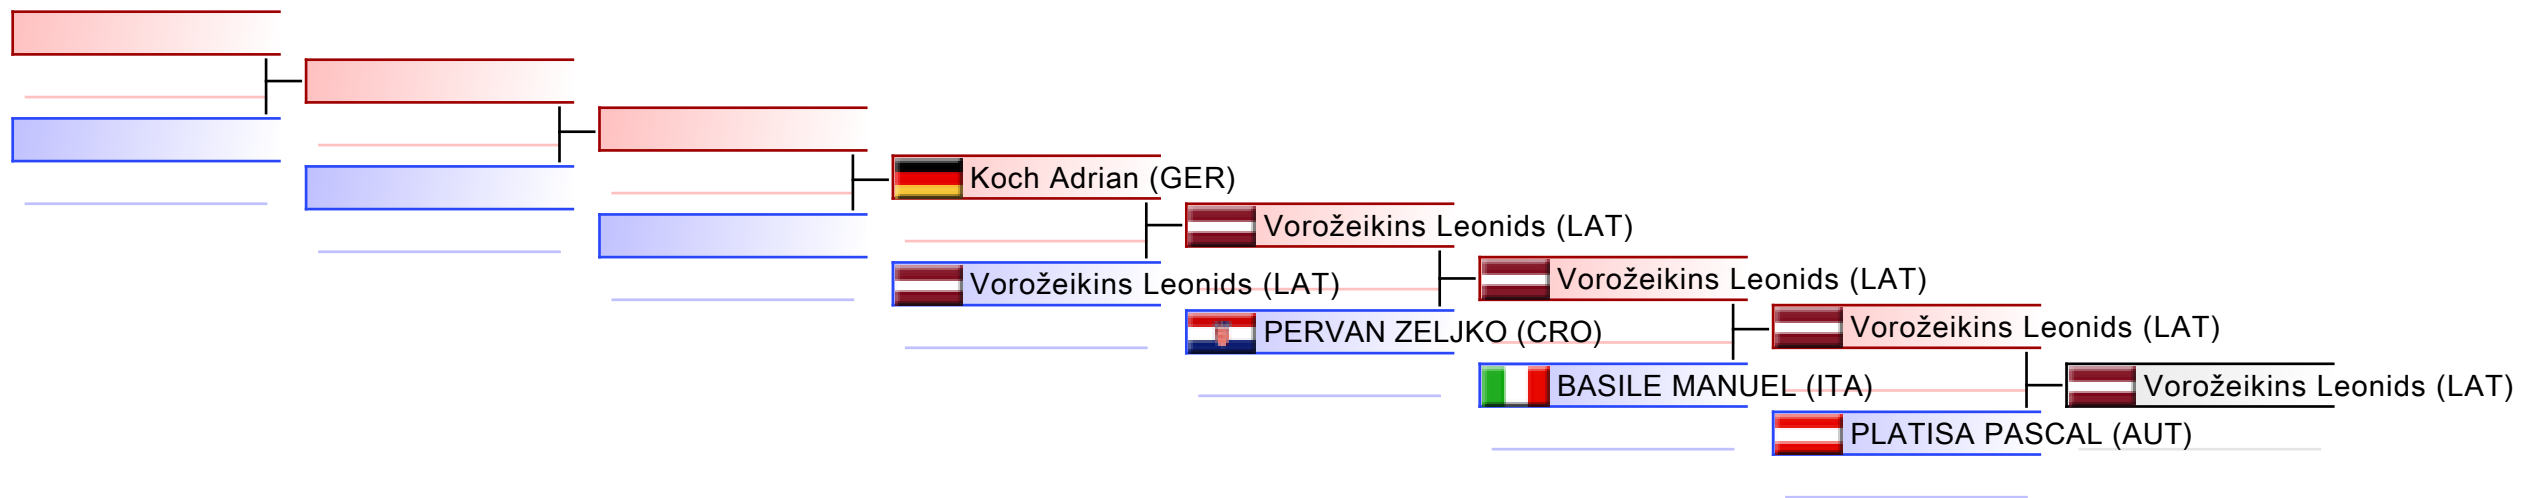 Koch Adrian (GER)
Vorožeikins Leonids (LAT)
Vorožeikins Leonids (LAT)
PERVAN ZELJKO (CRO)
Vorožeikins Leonids (LAT)
BASILE MANUEL (ITA)
Vorožeikins Leonids (LAT)
PLATISA PASCAL (AUT)
Vorožeikins Leonids (LAT)